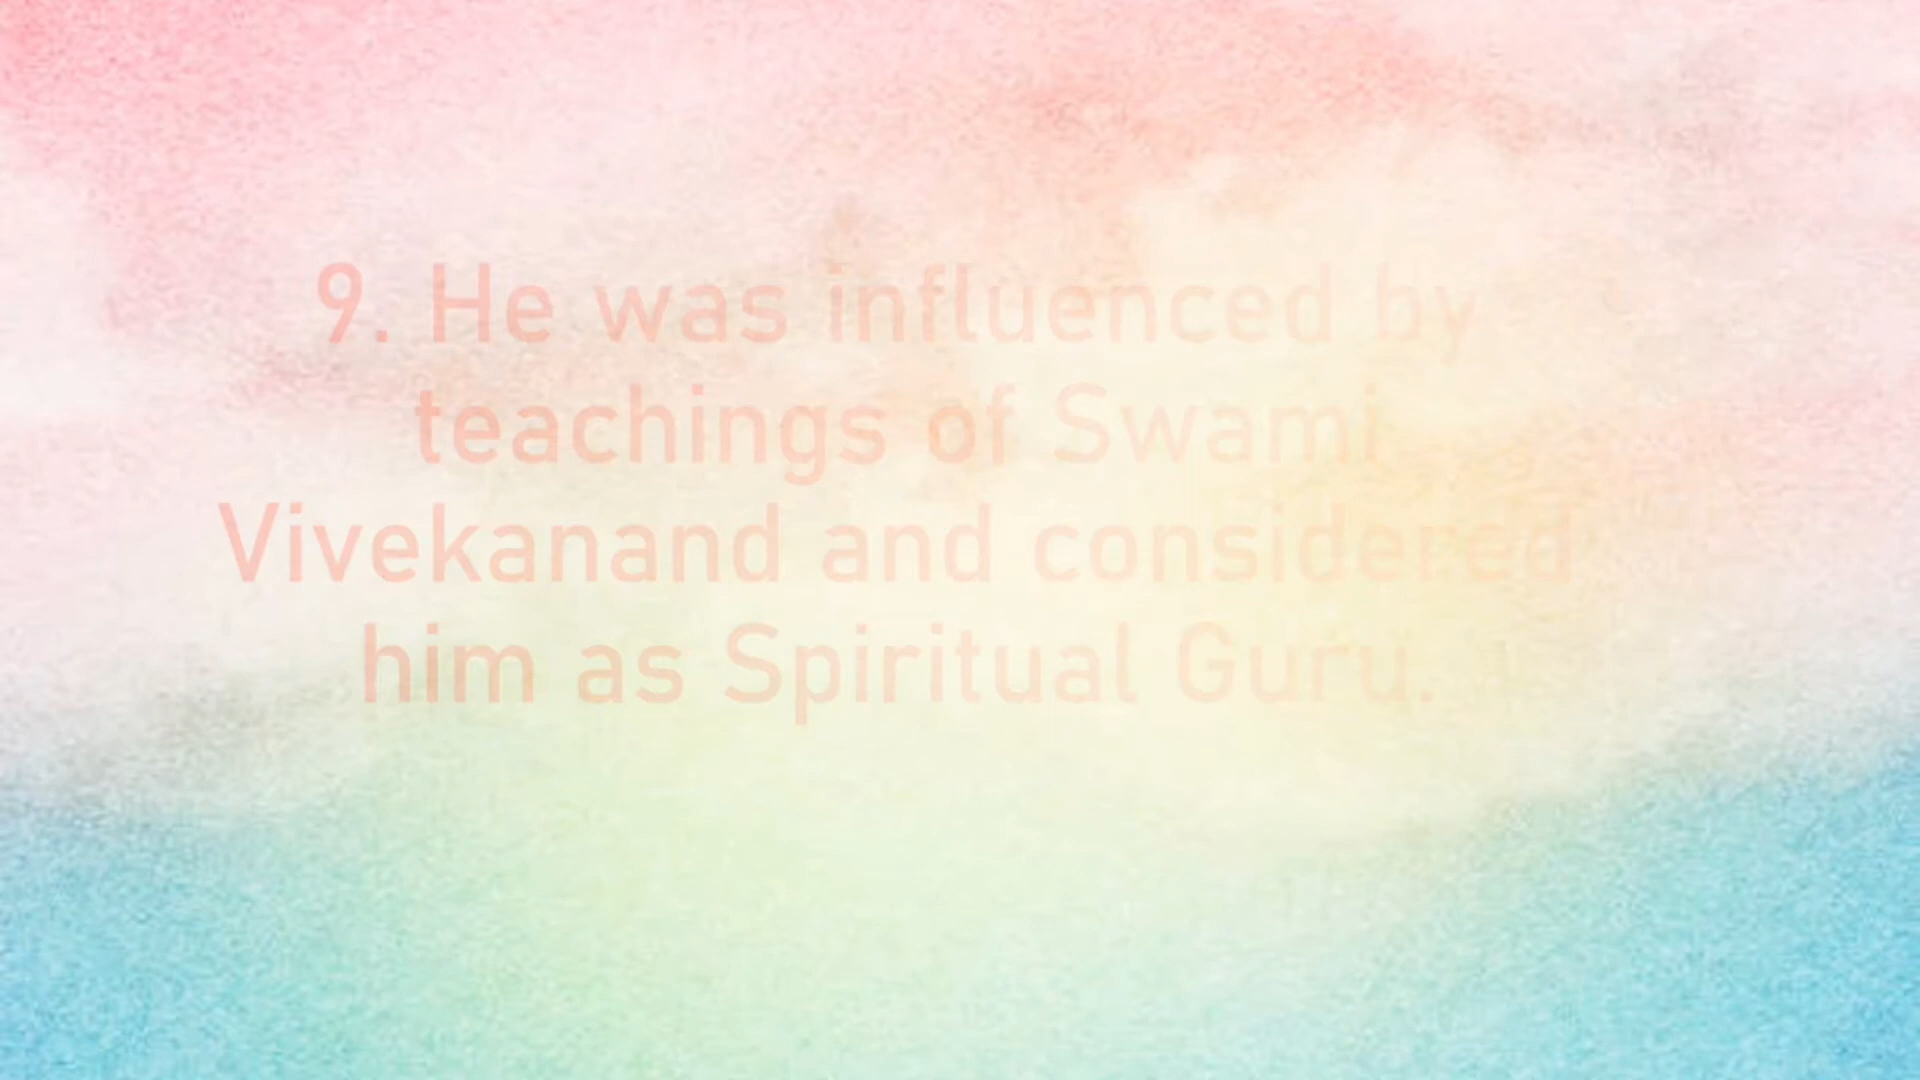 9. He was influenced by
teachings of Swami
Vivekanand and considered
him as Spiritual Guru.